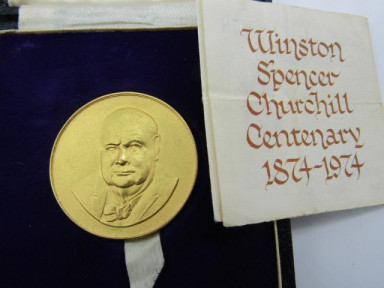 Winston
Spencer
Churchill
Centenary
1874-1974